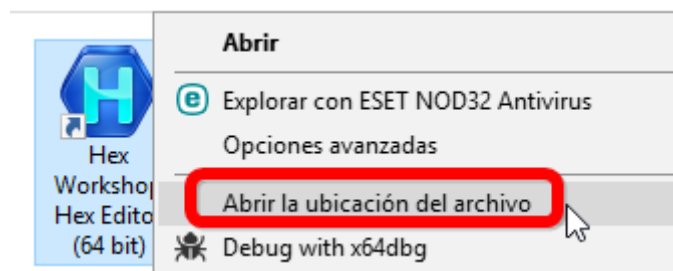 Abrir
Explorar con ESET NOD32 Antivirus
Opciones avanzadas
Abrir la ubicación del archivo
Debug with x64dbg
Hex
Workshop
Hex Edito
(64 bit)